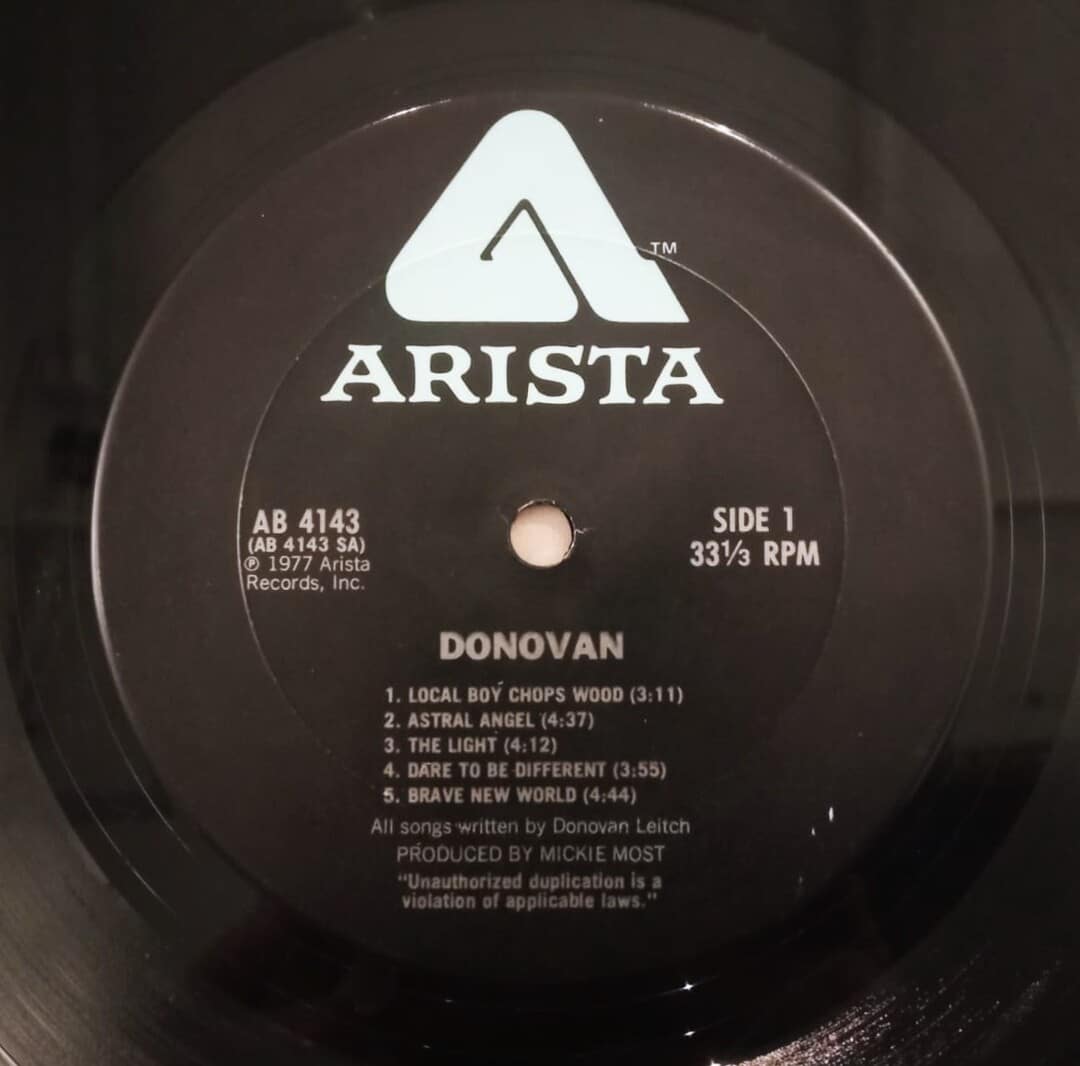 TM
ARISTA
AB 4143
(AB 4143 SA)
℗ 1977 Arista
Records, Inc.
SIDE 1
33⅓ RPM
DONOVAN
1. LOCAL BOY CHOPS WOOD (3:11)
2. ASTRAL ANGEL (4:37)
3. THE LIGHT (4:12)
4. DARE TO BE DIFFERENT (3:55)
5. BRAVE NEW WORLD (4:44)
All songs written by Donovan Leitch
PRODUCED BY MICKIE MOST
"Unauthorized duplication is a
violation of applicable laws."